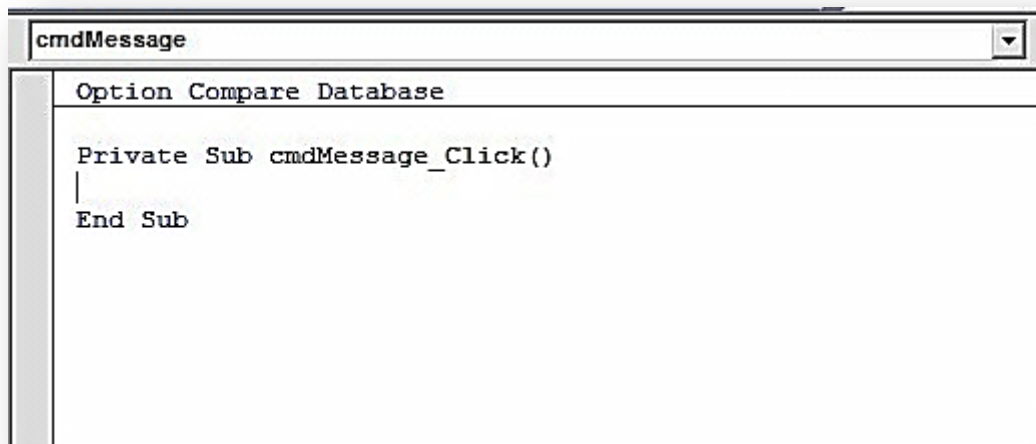 cmdMessage
Option Compare Database
Private Sub cmdMessage_Click()
End Sub